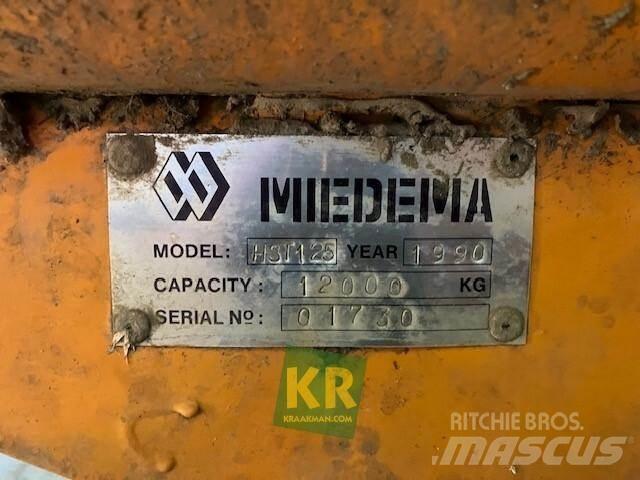 MIEDEMA
MODEL: HST125 YEAR 1990
CAPACITY: 12000 KG
SERIAL Nº: 01730
KR
KRAAKMAN.COM
RITCHIE BROS.
MASCUS